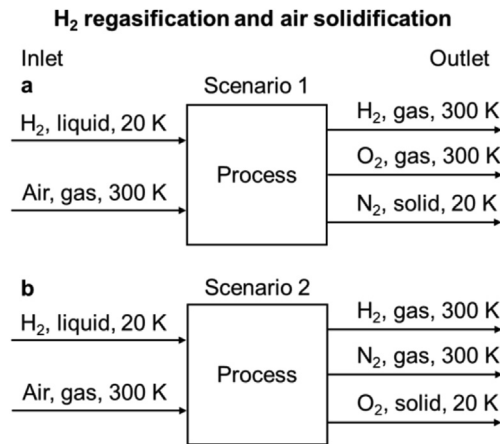 H₂ regasification and air solidification
Inlet
Outlet
a
Scenario 1
H₂, liquid, 20 K
Air, gas, 300 K
Process
H₂, gas, 300 K
O₂, gas, 300 K
N₂, solid, 20 K
b
Scenario 2
H₂, liquid, 20 K
Air, gas, 300 K
Process
H₂, gas, 300 K
N₂, gas, 300 K
O₂, solid, 20 K